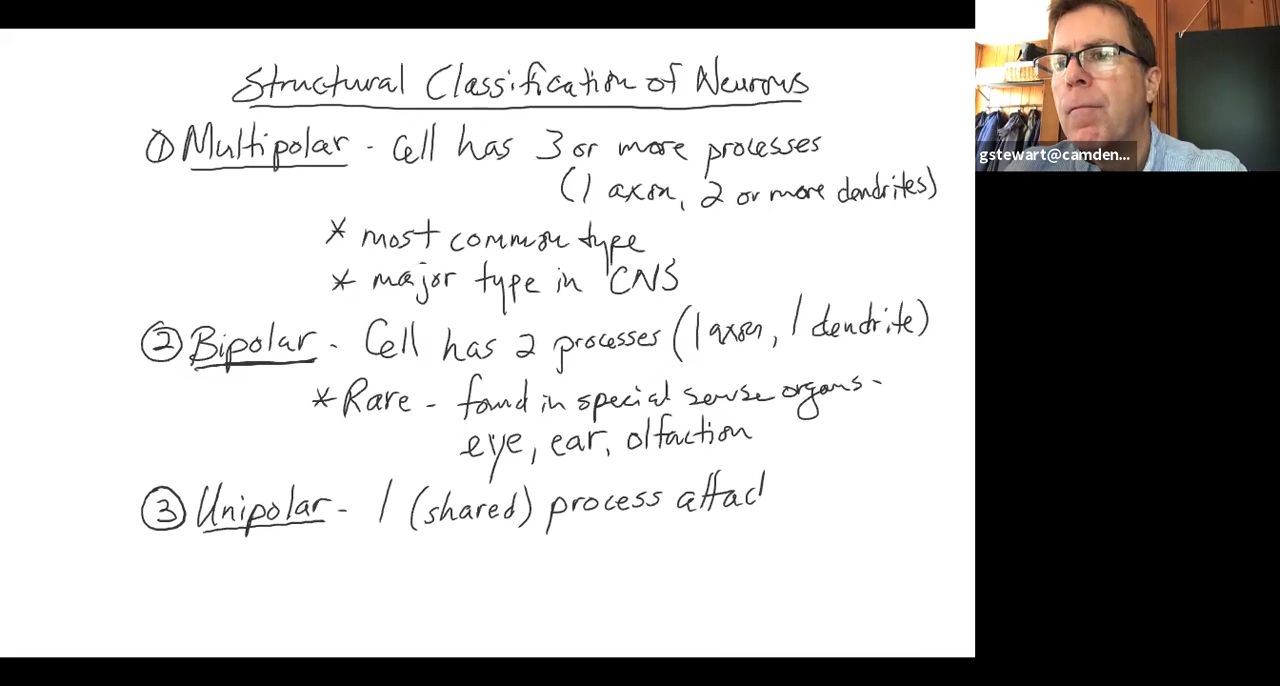 Structural Classification of Neurons
① Multipolar - Cell has 3 or more processes
(1 axon, 2 or more dendrites)
* most common type
* major type in CNS
② Bipolar - Cell has 2 processes (1 axon, 1 dendrite)
* Rare - found in special sense organs -
eye, ear, olfaction
③ Unipolar - 1 (shared) process attac
gstewart@camden...